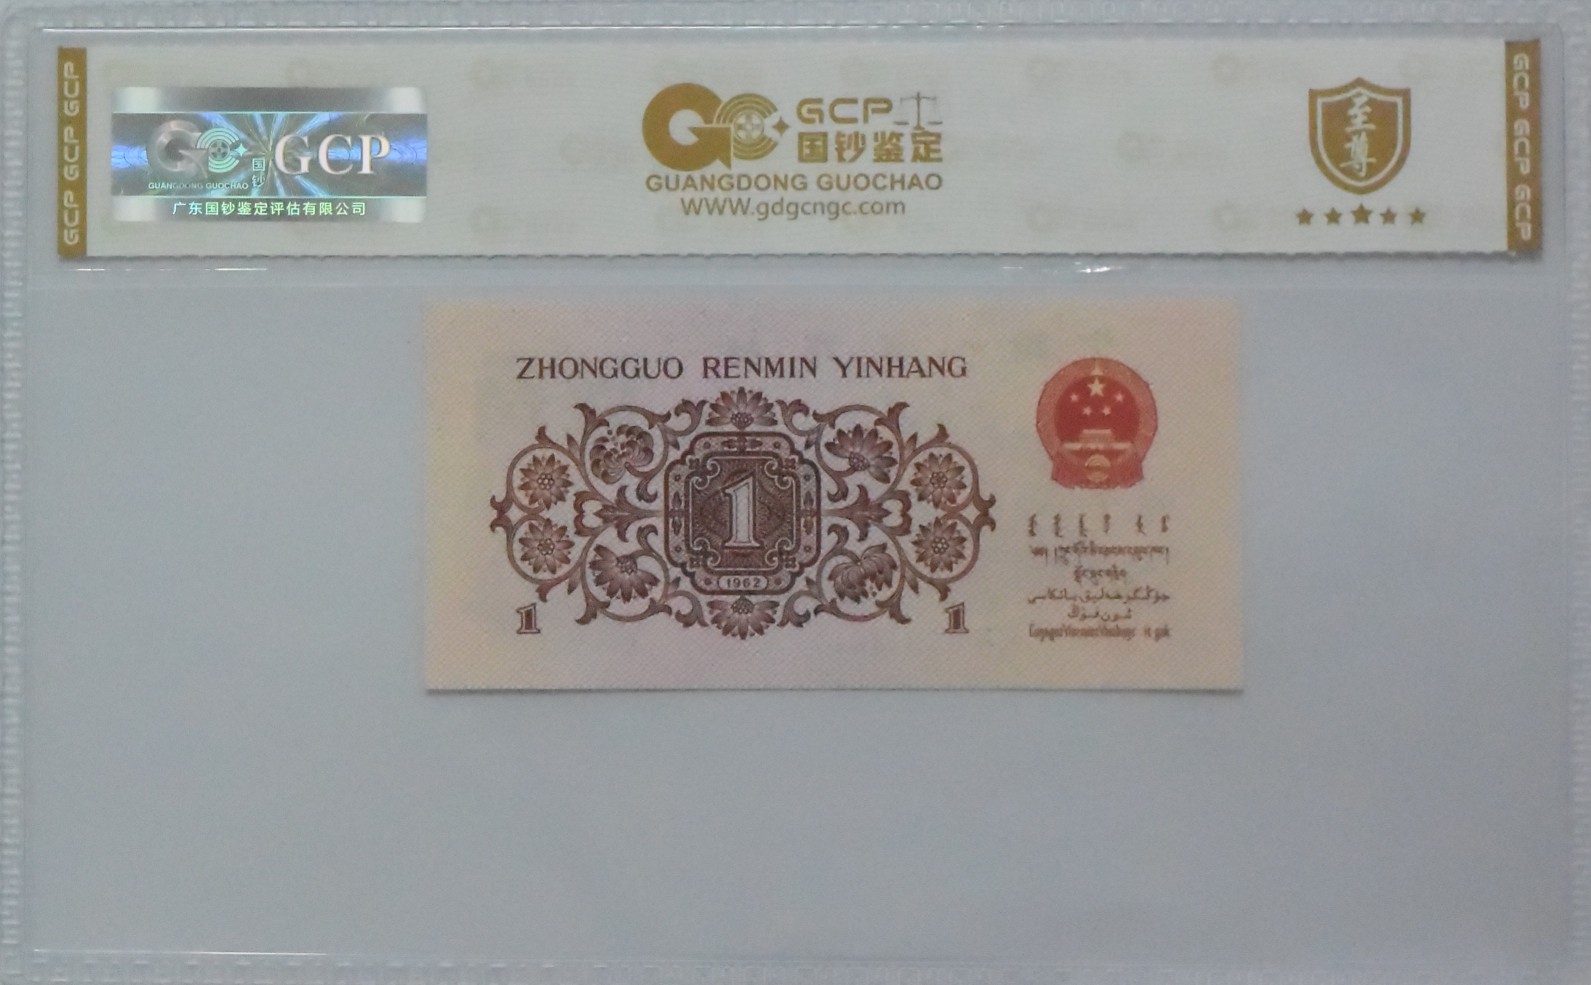 GCP GCP GCP
GCP
国
钞
GUANGDONG GUOCHAO
广东国钞鉴定评估有限公司
GCP
国钞鉴定
GUANGDONG GUOCHAO
WWW.gdgcngc.com
至尊
GCP GCP GCP
ZHONGGUO RENMIN YINHANG
1
1962
1
1